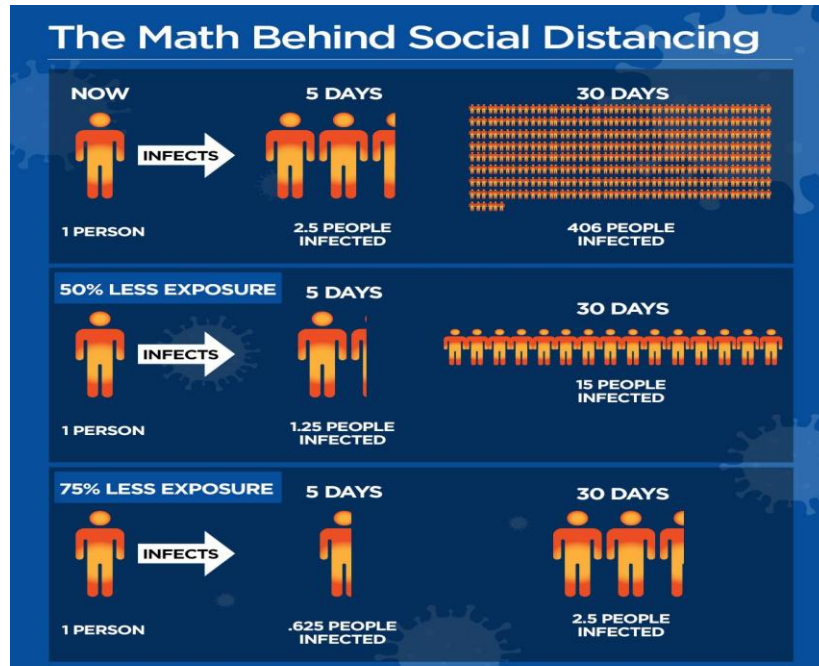 The Math Behind Social Distancing
NOW
5 DAYS
30 DAYS
INFECTS
1 PERSON
2.5 PEOPLE
INFECTED
406 PEOPLE
INFECTED
50% LESS EXPOSURE
5 DAYS
30 DAYS
INFECTS
1 PERSON
1.25 PEOPLE
INFECTED
15 PEOPLE
INFECTED
75% LESS EXPOSURE
5 DAYS
30 DAYS
INFECTS
1 PERSON
.625 PEOPLE
INFECTED
2.5 PEOPLE
INFECTED